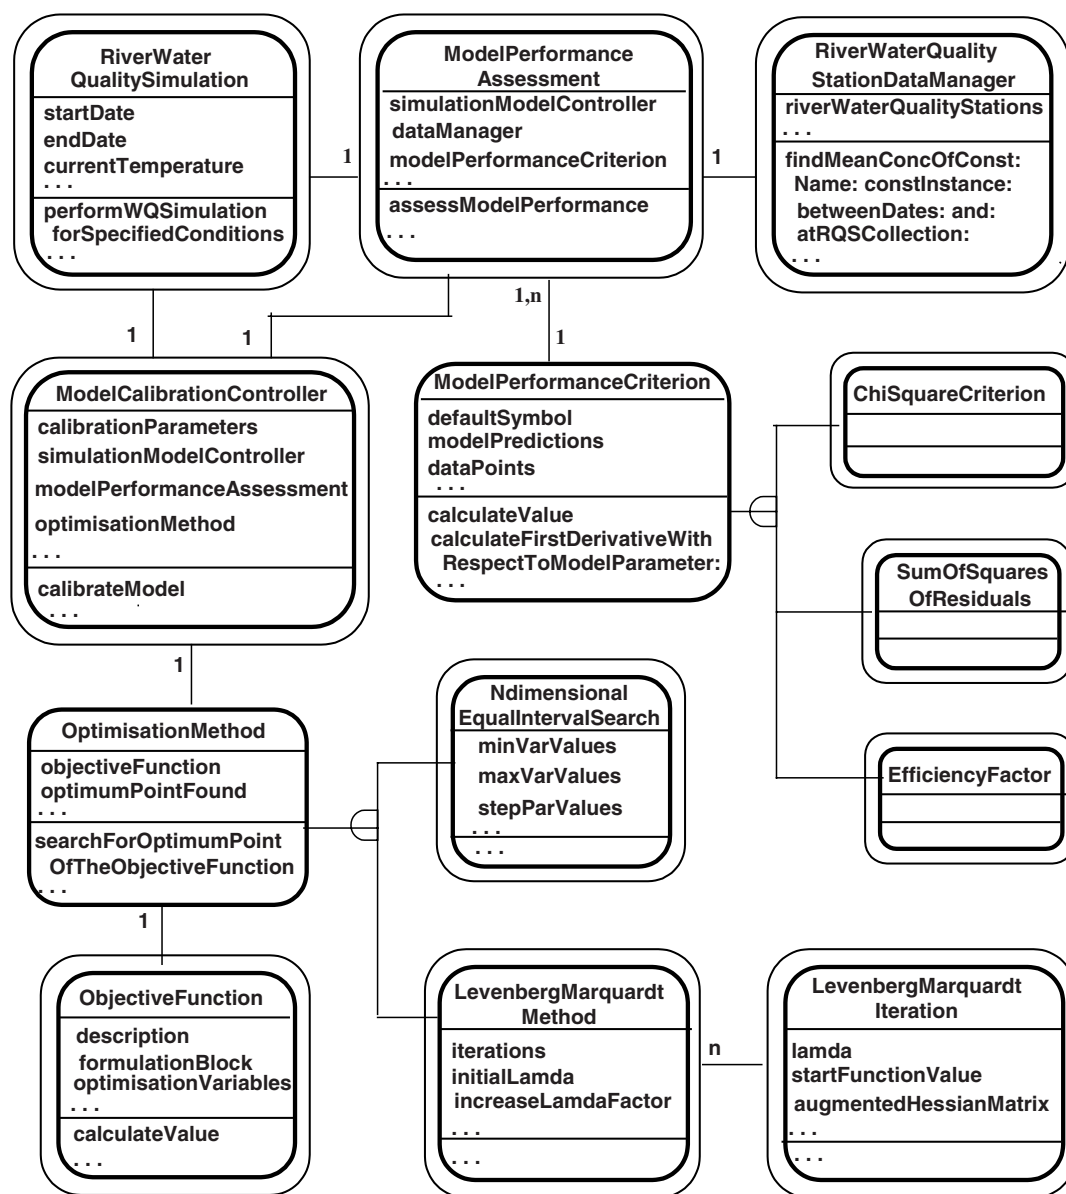 RiverWater
QualitySimulation
startDate
endDate
currentTemperature
. . .
performWQSimulation
forSpecifiedConditions
. . .
1
ModelPerformance
Assessment
simulationModelController
dataManager
modelPerformanceCriterion
. . .
assessModelPerformance
. . .
1
RiverWaterQuality
StationDataManager
riverWaterQualityStations
. . .
findMeanConcOfConst:
Name: constInstance:
betweenDates: and:
atRQSCollection:
. . .
1
1
1,n
1
ModelCalibrationController
calibrationParameters
simulationModelController
modelPerformanceAssessment
optimisationMethod
. . .
calibrateModel
. . .
ModelPerformanceCriterion
defaultSymbol
modelPredictions
dataPoints
. . .
calculateValue
calculateFirstDerivativeWith
RespectToModelParameter:
. . .
ChiSquareCriterion
SumOfSquares
OfResiduals
EfficiencyFactor
1
OptimisationMethod
objectiveFunction
optimumPointFound
. . .
searchForOptimumPoint
OfTheObjectiveFunction
. . .
Ndimensional
EqualIntervalSearch
minVarValues
maxVarValues
stepParValues
. . .
. . .
1
ObjectiveFunction
description
formulationBlock
optimisationVariables
. . .
calculateValue
. . .
LevenbergMarquardt
Method
iterations
initialLamda
increaseLamdaFactor
. . .
. . .
n
LevenbergMarquardt
Iteration
lamda
startFunctionValue
augmentedHessianMatrix
. . .
. . .